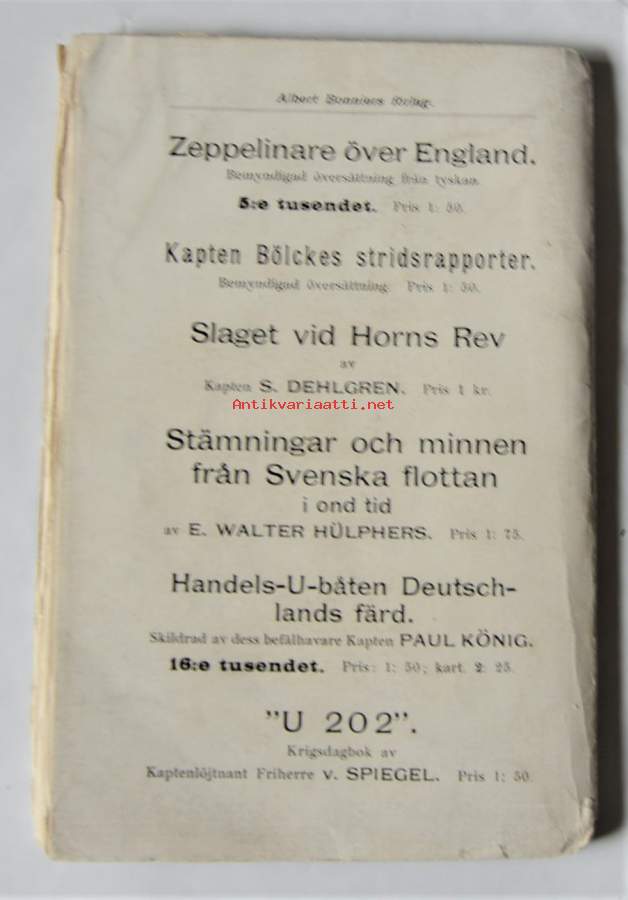 Albert Bonniers förlag.
Zeppelinare över England.
Bemyndigad översättning från tyskan.
5:e tusendet. Pris 1: 50.
Kapten Bölckes stridsrapporter.
Bemyndigad översättning. Pris 1: 50.
Slaget vid Horns Rev
av
Kapten S. DEHLGREN. Pris 1 kr.
Antikvariaatti.net
Stämningar och minnen
från Svenska flottan
i ond tid
av E. WALTER HÜLPHERS. Pris 1: 75.
Handels-U-båten Deutsch-
lands färd.
Skildrad av dess befälhavare Kapten PAUL KÖNIG.
16:e tusendet. Pris: 1: 50; kart. 2: 25.
"U 202".
Krigsdagbok av
Kaptenlöjtnant Friherre v. SPIEGEL. Pris 1: 50.